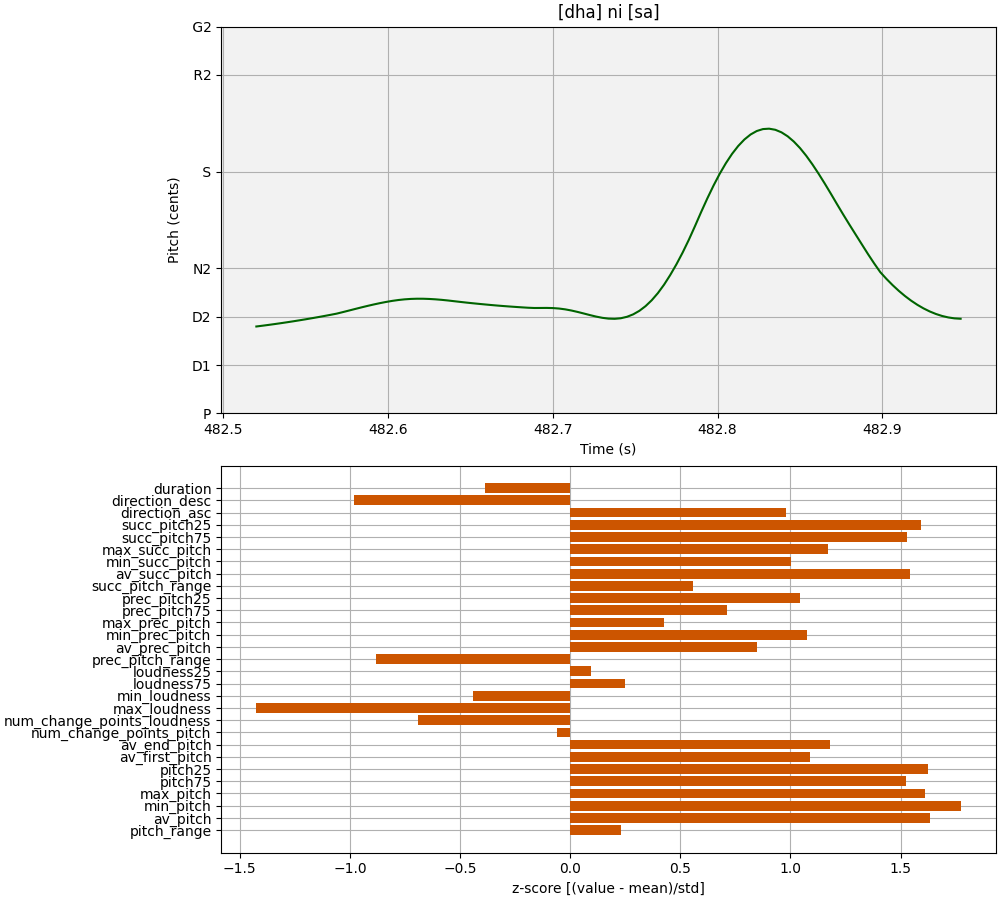 [dha] ni [sa]
G2
R2
S
N2
D2
D1
P
Pitch (cents)
482.5 482.6 482.7 482.8 482.9
Time (s)
duration
direction_desc
direction_asc
succ_pitch25
succ_pitch75
max_succ_pitch
min_succ_pitch
av_succ_pitch
succ_pitch_range
prec_pitch25
prec_pitch75
max_prec_pitch
min_prec_pitch
av_prec_pitch
prec_pitch_range
loudness25
loudness75
min_loudness
max_loudness
num_change_points_loudness
num_change_points_pitch
av_end_pitch
av_first_pitch
pitch25
pitch75
max_pitch
min_pitch
av_pitch
pitch_range
−1.5 −1.0 −0.5 0.0 0.5 1.0 1.5
z-score [(value - mean)/std]